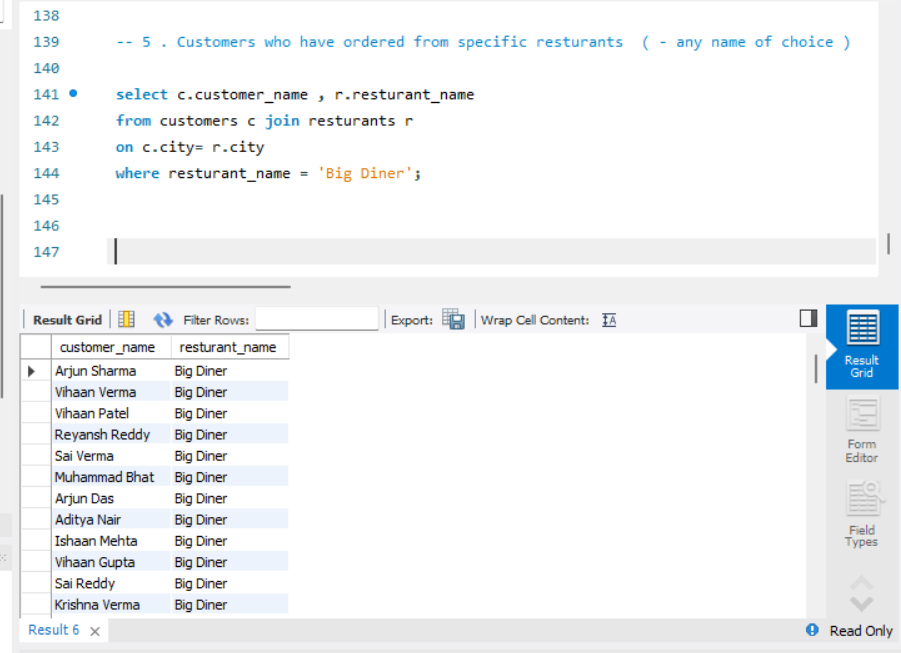 138
139 -- 5 . Customers who have ordered from specific resturants ( - any name of choice )
140
141 select c.customer_name , r.resturant_name
142 from customers c join resturants r
143 on c.city= r.city
144 where resturant_name = 'Big Diner';
145
146
147
Result Grid Filter Rows: Export: Wrap Cell Content: IA
customer_name resturant_name
Arjun Sharma Big Diner
Vihaan Verma Big Diner
Vihaan Patel Big Diner
Reyansh Reddy Big Diner
Sai Verma Big Diner
Muhammad Bhat Big Diner
Arjun Das Big Diner
Aditya Nair Big Diner
Ishaan Mehta Big Diner
Vihaan Gupta Big Diner
Sai Reddy Big Diner
Krishna Verma Big Diner
Result
Grid
Form
Editor
Field
Types
Result 6 Read Only